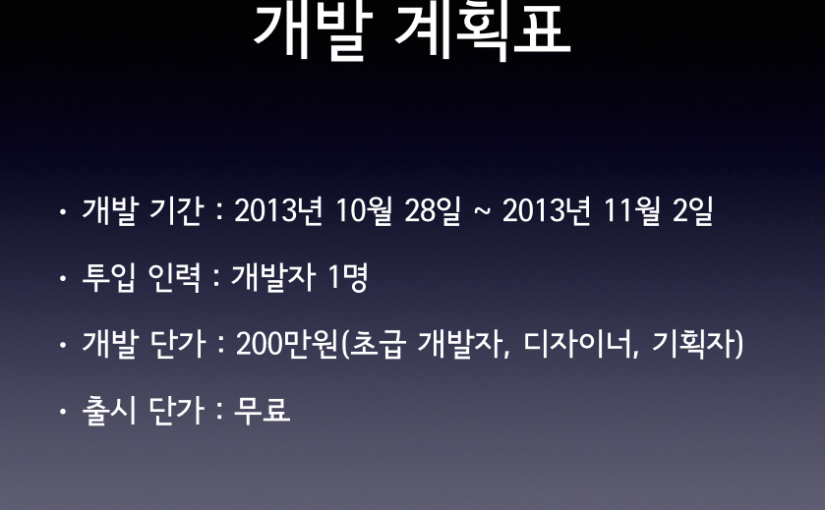 개발 계획표
• 개발 기간 : 2013년 10월 28일 ~ 2013년 11월 2일
• 투입 인력 : 개발자 1명
• 개발 단가 : 200만원(초급 개발자, 디자이너, 기획자)
• 출시 단가 : 무료